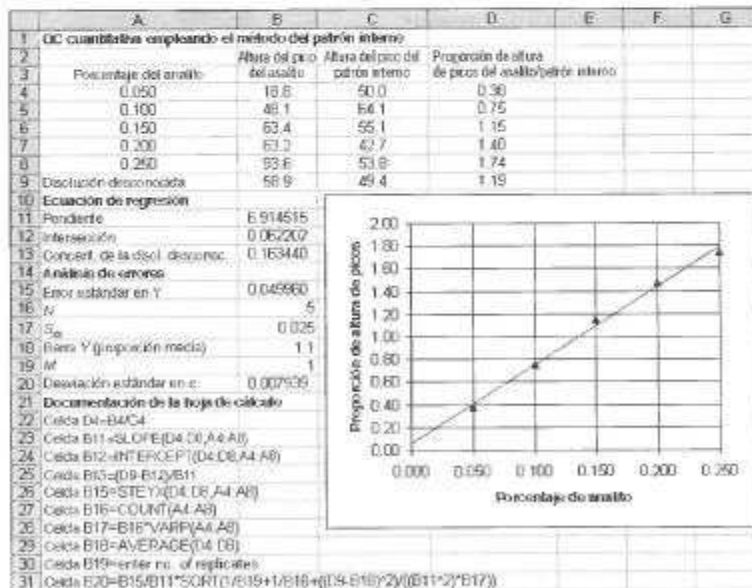 A B C D E F G
1 QC cuantitativa empleando el método del patrón interno
2 Altura del pico Altura del pico del Proporción de altura
3 Porcentaje del analito del analito patrón interno de picos del analito/patrón interno
4 0.050 18.8 50.0 0.38
5 0.100 48.1 64.1 0.75
6 0.150 63.4 55.1 1.15
7 0.200 63.2 42.7
8 0.250 93.6 53.8 1.74
9 Disolución desconocida 58.9 49.4 1.19
10 Ecuación de regresión
11 Pendiente 6.914515
12 Intersección 0.062202
13 Concent. de la disol. desconoc. 0.163440
14 Análisis de errores
15 Error estándar en Y 0.049960
16 N 5
17 0.025
18 Barra Y (proporción media) 1.1
19 M 1
20 Desviación estándar en c 0.007939
21 Documentación de la hoja de cálculo
22 Celda D4=B4/C4
23 Celda B11=SLOPE(D4:D8,A4:A8)
24 Celda B12=INTERCEPT(D4:D8,A4:A8)
25 Celda B13=(D9-B12)/B11
26 Celda B15=STEYX(D4:D8,A4:A8)
27 Celda B16=COUNT(A4:A8)
28 Celda B17=B16*VARP(A4:A8)
29 Celda B18=AVERAGE(D4:D8)
30 Celda B19=enter no. of replicates
31 Celda B20=B15/B11*SQRT(1/B19+1/B16+((D9-B18)^2)/((B11^2)*B17))
2.00
1.80
1.60
1.40
1.20
1.00
0.80
0.60
0.40
0.20
0.00
0.000 0.050 0.100 0.150 0.200 0.250
Proporción de altura de picos
Porcentaje de analito